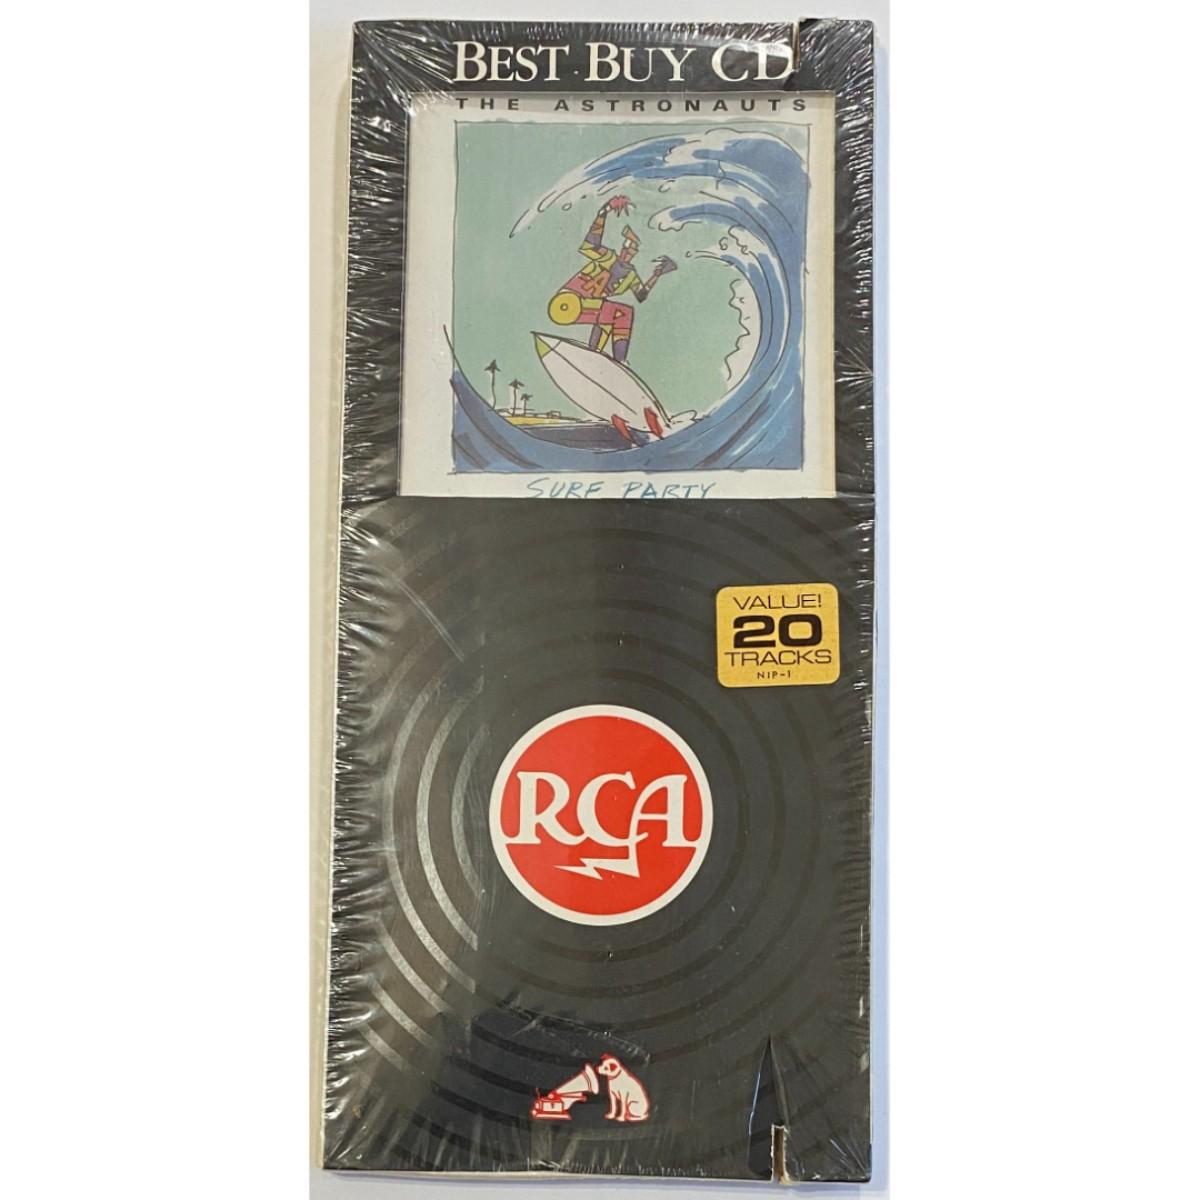 BEST BUY CD
THE ASTRONAUTS
SURF PARTY
VALUE!
20
TRACKS
NIP-1
RCA